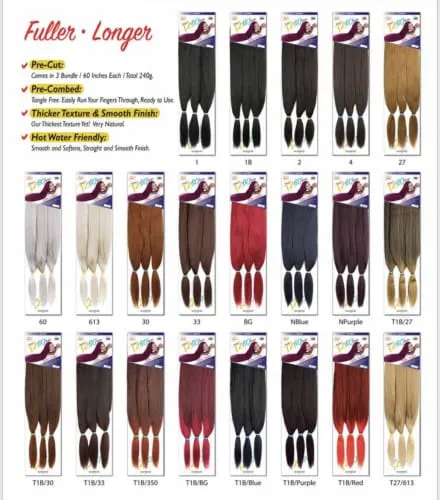 Fuller • Longer
✓ Pre-Cut:
Comes in 3 Bundle / 60 Inches Each / Total 240g.
✓ Pre-Combed:
Tangle Free. Easily Run Your Fingers Through, Ready to Use.
✓ Thicker Texture & Smooth Finish:
Our Thickest Texture Yet! Very Natural.
✓ Hot Water Friendly:
Smooth and Softens, Straight and Smooth Finish.
1 1B 2 4 27
60 613 30 33 BG NBlue NPurple T1B/27
T1B/30 T1B/33 T1B/350 T1B/BG T1B/Blue T1B/Purple T1B/Red T27/613